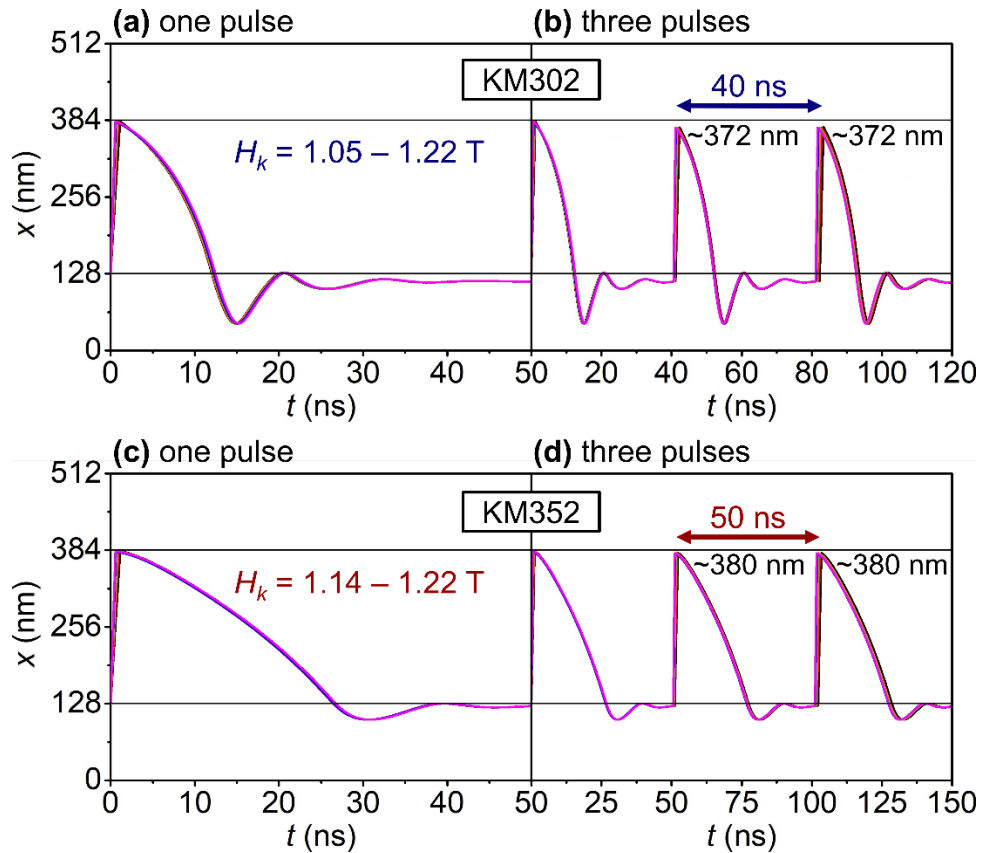 (a) one pulse
(b) three pulses
512
384
256
128
0
x (nm)
KM302
40 ns
~372 nm
~372 nm
H_k = 1.05 – 1.22 T
0
10
20
30
40
50
20
40
60
80
100
120
t (ns)
t (ns)
(c) one pulse
(d) three pulses
512
384
256
128
0
x (nm)
KM352
50 ns
~380 nm
~380 nm
H_k = 1.14 – 1.22 T
0
10
20
30
40
50
25
50
75
100
125
150
t (ns)
t (ns)